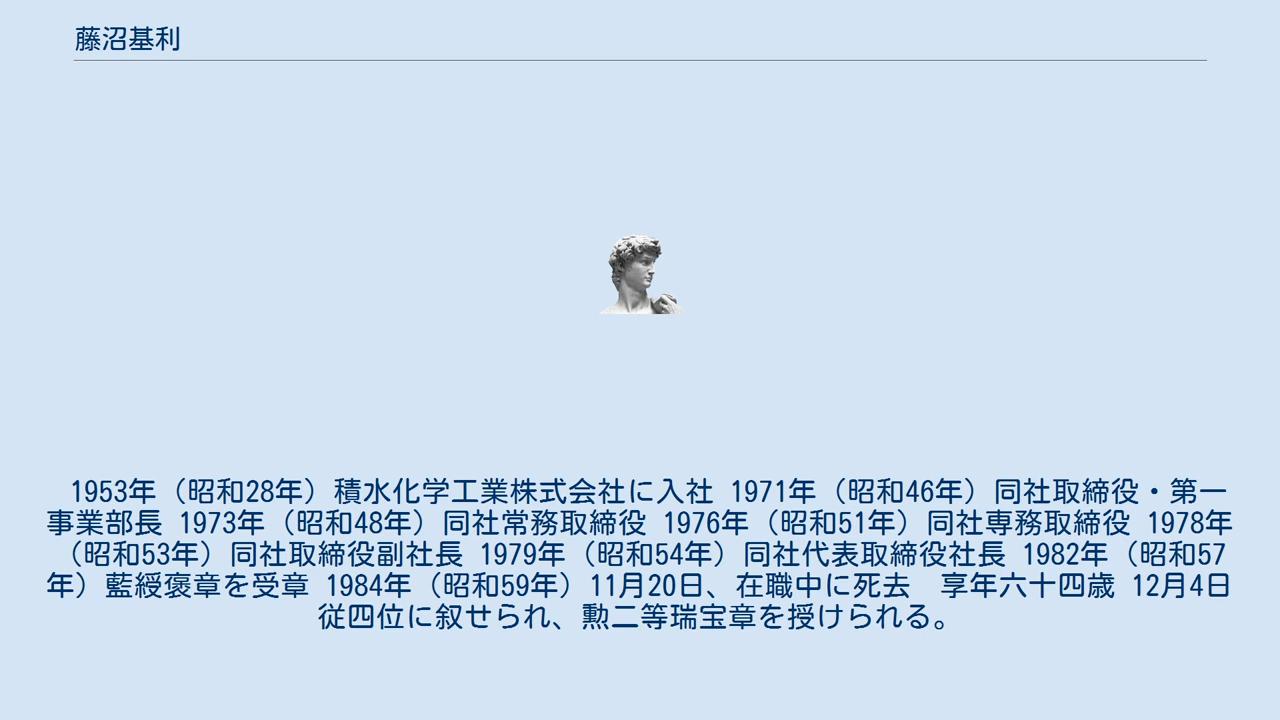 藤沼基利
1953年（昭和28年）積水化学工業株式会社に入社 1971年（昭和46年）同社取締役・第一
事業部長 1973年（昭和48年）同社常務取締役 1976年（昭和51年）同社専務取締役 1978年
（昭和53年）同社取締役副社長 1979年（昭和54年）同社代表取締役社長 1982年（昭和57
年）藍綬褒章を受章 1984年（昭和59年）11月20日、在職中に死去　享年六十四歳 12月4日
従四位に叙せられ、勲二等瑞宝章を授けられる。